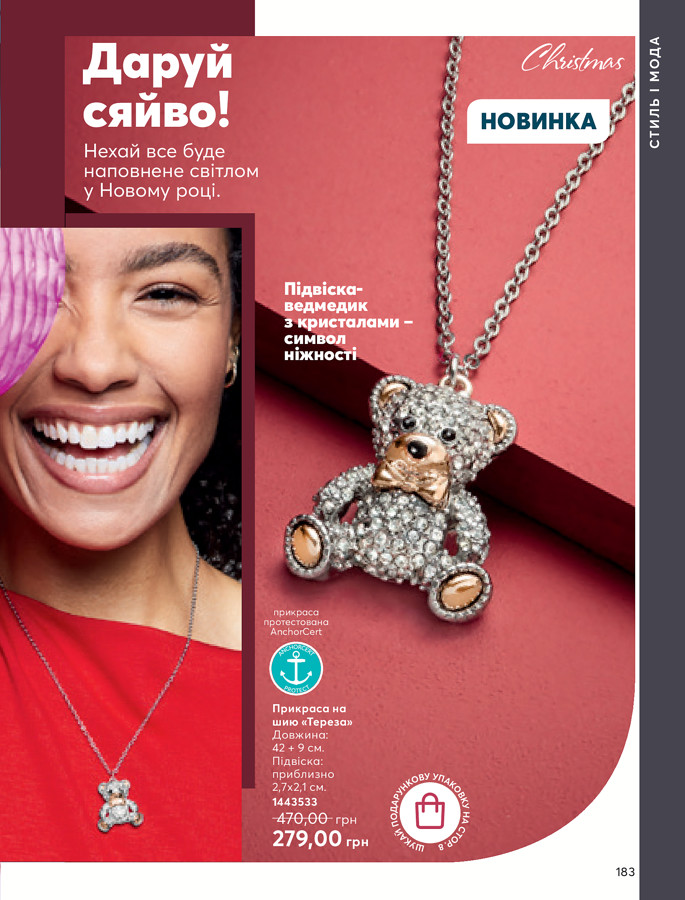 Даруй
сяйво!
Нехай все буде
наповнене світлом
у Новому році.
Christmas
НОВИНКА
СТИЛЬ І МОДА
Підвіска-
ведмедик
з кристалами –
символ
ніжності
прикраса
протестована
AnchorCert
ANCHORCERT
PROTECT
Прикраса на
шию «Тереза»
Довжина:
42 + 9 см.
Підвіска:
приблизно
2,7х2,1 см.
1443533
470,00 грн
279,00 грн
ШУКАЙ ПОДАРУНКОВУ УПАКОВКУ НА СТОР. 8
183